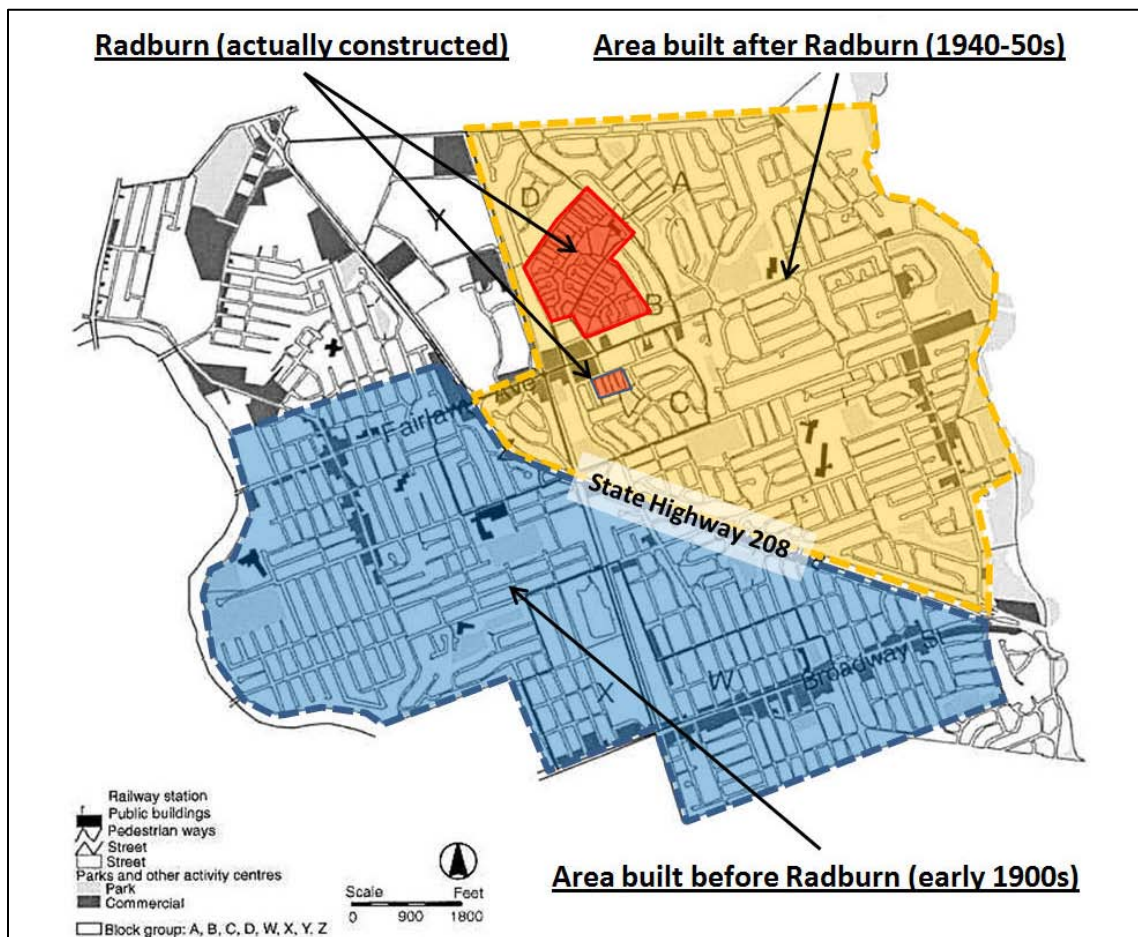 Radburn (actually constructed)
Area built after Radburn (1940-50s)
D
A
Y
B
Fairlawn Ave
C
Z
State Highway 208
X
W
Broadway St
Railway station
Public buildings
Pedestrian ways
Street
Street
Parks and other activity centres
Park
Commercial
Block group: A, B, C, D, W, X, Y, Z
Scale Feet
0 900 1800
Area built before Radburn (early 1900s)